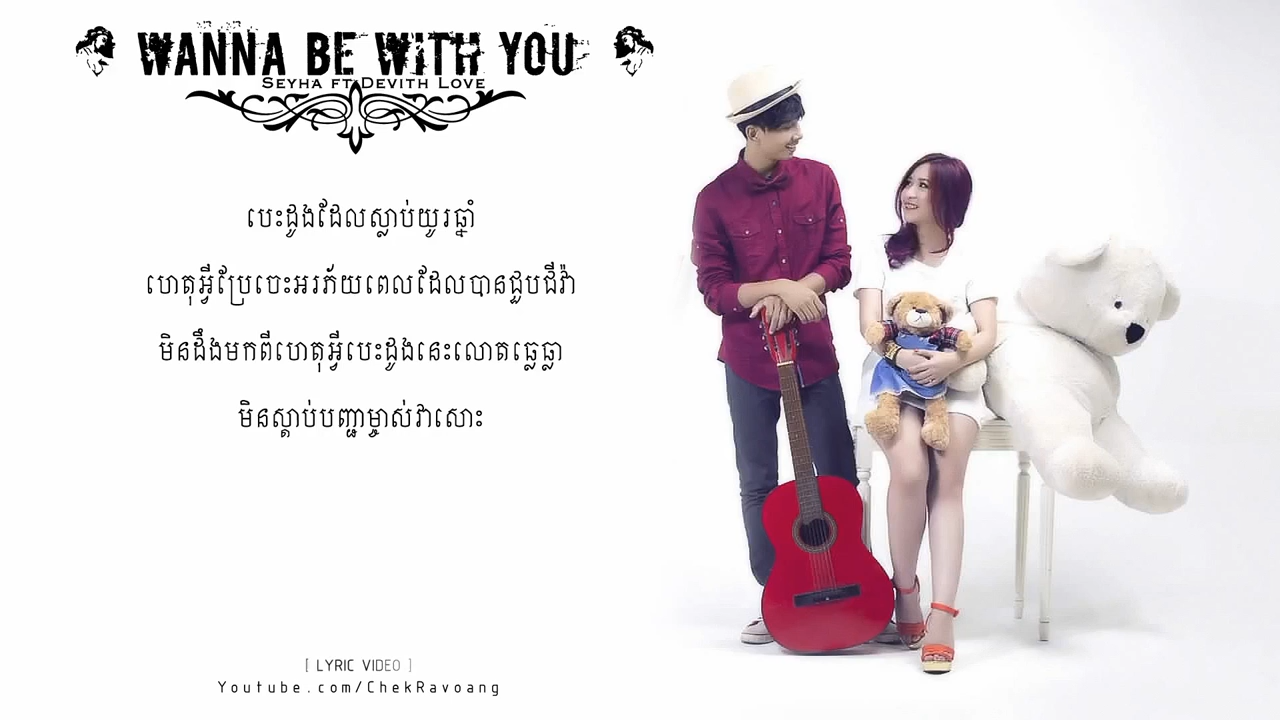 WANNA BE WITH YOU
SEYHA FT DEVITH LOVE
បេះដូងដែលស្លាប់យូរឆ្នាំ
ហេតុអ្វីប្រែបេះអរភ័យពេលដែលបានជួបជីវ៉ា
មិនដឹងមកពីហេតុអ្វីបេះដូងនេះលោតឆ្លេឆ្លា
មិនស្ដាប់បញ្ជាម្ចាស់វាសោះ
[ LYRIC VIDEO ]
Youtube.com/ChekRavoang